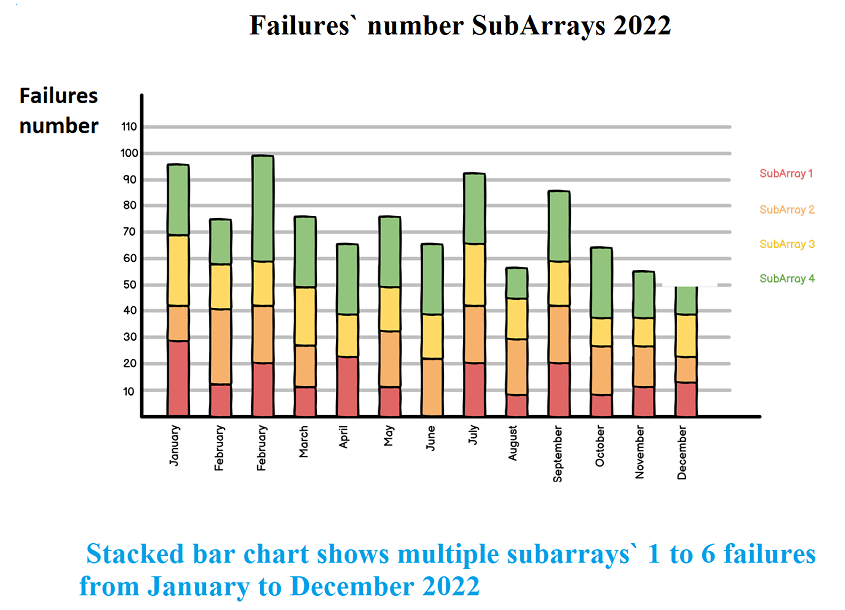 Failures` number SubArrays 2022
Failures
number
110
100
90
80
70
60
50
40
30
20
10
SubArray 1
SubArray 2
SubArray 3
SubArray 4
January
February
February
March
April
May
June
July
August
September
October
November
December
Stacked bar chart shows multiple subarrays` 1 to 6 failures
from January to December 2022